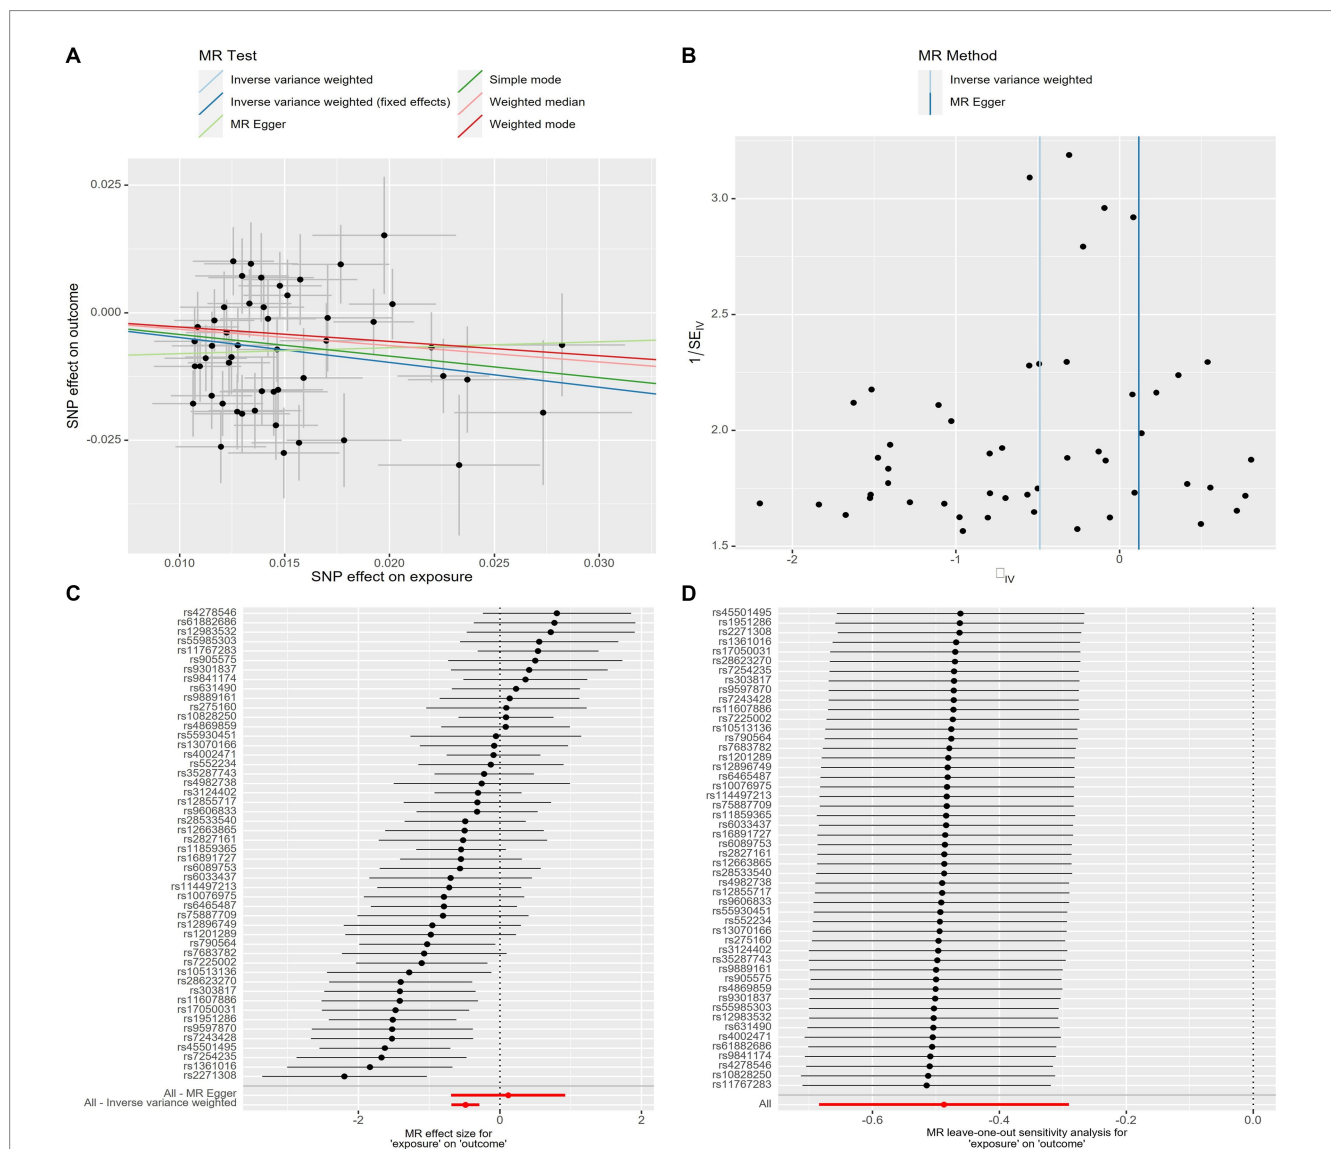 A
MR Test
Inverse variance weighted
Inverse variance weighted (fixed effects)
MR Egger
Simple mode
Weighted median
Weighted mode
0.025
0.000
-0.025
SNP effect on outcome
0.010
0.015
0.020
0.025
0.030
SNP effect on exposure
B
MR Method
Inverse variance weighted
MR Egger
3.0
2.5
2.0
1.5
1/SEIV
-2
-1
0
□IV
C
rs4278546
rs61882686
rs12983532
rs55985303
rs11767283
rs905575
rs9301837
rs9841174
rs631490
rs9889161
rs275160
rs10828250
rs4869859
rs55930451
rs13070166
rs4002471
rs552234
rs35287743
rs4982738
rs3124402
rs12855717
rs9606833
rs28533540
rs12663865
rs2827161
rs11859365
rs16891727
rs6089753
rs6033437
rs114497213
rs10076975
rs6465487
rs75887709
rs12896749
rs1201289
rs790564
rs7683782
rs7225002
rs10513136
rs28623270
rs303817
rs11607886
rs17050031
rs1951286
rs9597870
rs7243428
rs45501495
rs7254235
rs1361016
rs2271308
All - MR Egger
All - Inverse variance weighted
-2
0
2
MR effect size for
'exposure' on 'outcome'
D
rs45501495
rs1951286
rs2271308
rs1361016
rs17050031
rs28623270
rs7254235
rs303817
rs9597870
rs7243428
rs11607886
rs7225002
rs10513136
rs790564
rs7683782
rs1201289
rs12896749
rs6465487
rs10076975
rs114497213
rs75887709
rs11859365
rs6033437
rs16891727
rs6089753
rs2827161
rs12663865
rs28533540
rs4982738
rs12855717
rs9606833
rs55930451
rs552234
rs13070166
rs275160
rs3124402
rs35287743
rs9889161
rs905575
rs4869859
rs9301837
rs55985303
rs12983532
rs631490
rs4002471
rs61882686
rs9841174
rs4278546
rs10828250
rs11767283
All
-0.6
-0.4
-0.2
0.0
MR leave-one-out sensitivity analysis for
'exposure' on 'outcome'